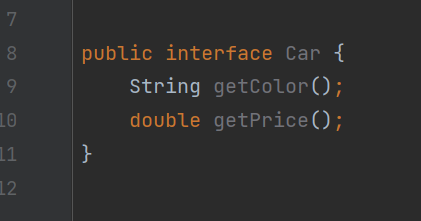 7
8 public interface Car {
9     String getColor();
10     double getPrice();
11 }
12